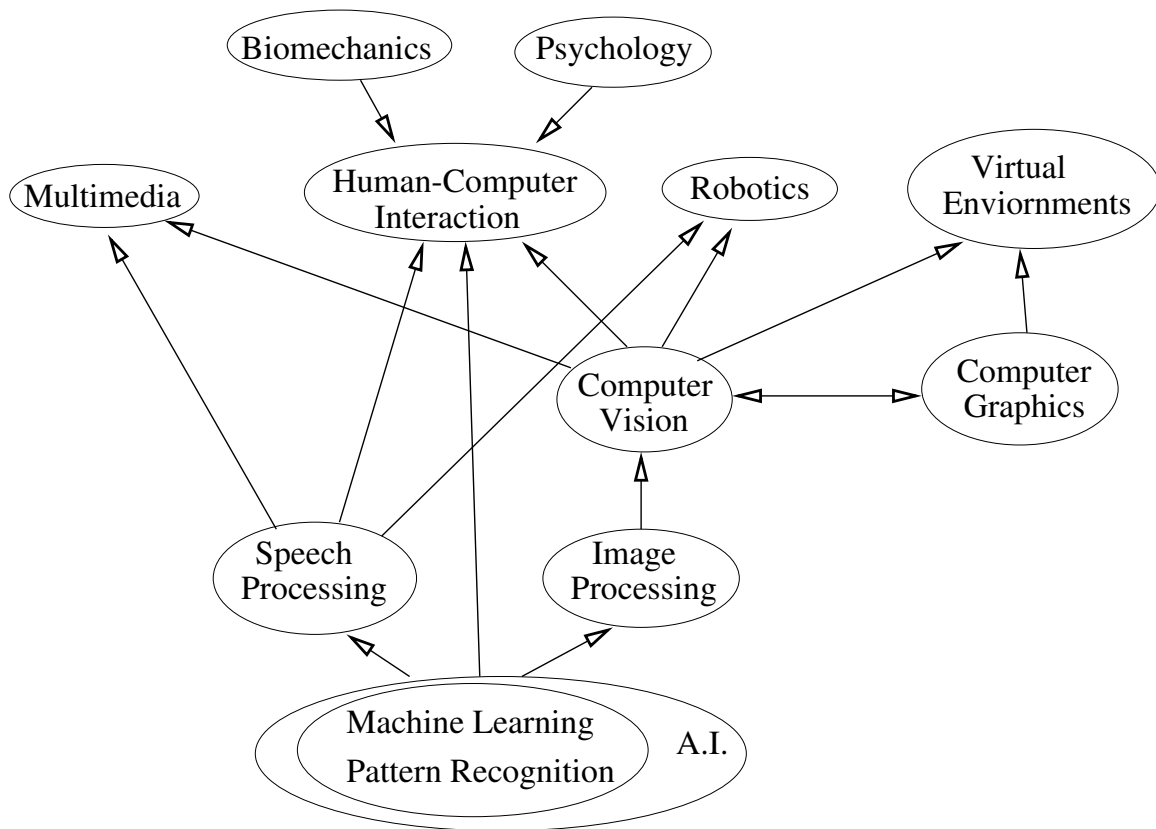 Biomechanics
Psychology
Multimedia
Human-Computer
Interaction
Robotics
Virtual
Enviornments
Computer
Vision
Computer
Graphics
Speech
Processing
Image
Processing
Machine Learning
Pattern Recognition
A.I.